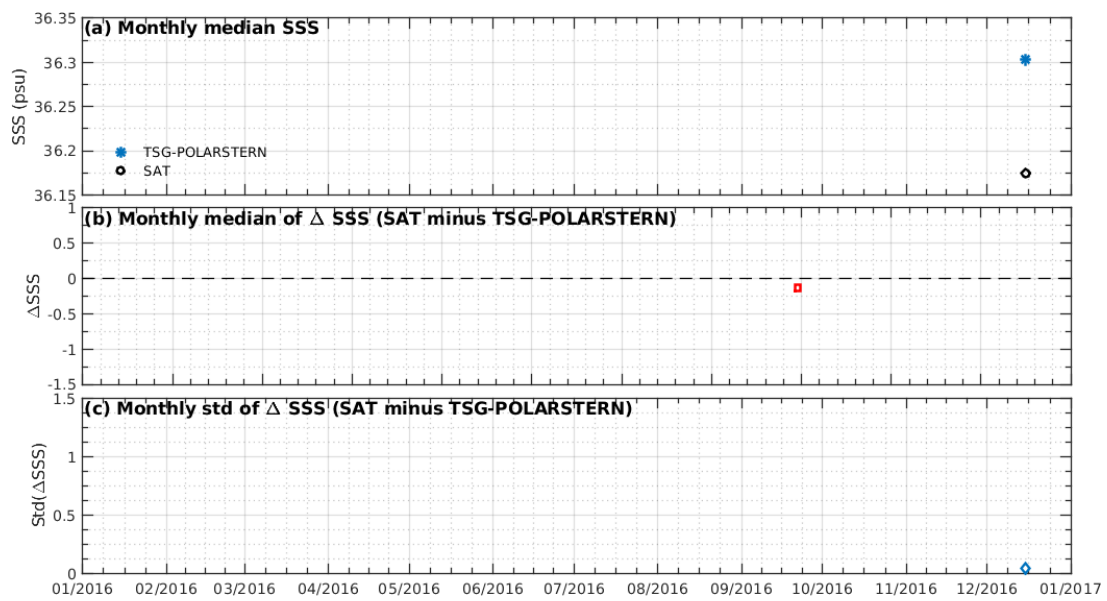 (a) Monthly median SSS
36.35
36.3
36.25
36.2
36.15
SSS (psu)
TSG-POLARSTERN
SAT
(b) Monthly median of Δ SSS (SAT minus TSG-POLARSTERN)
1
0.5
0
-0.5
-1
-1.5
ΔSSS
(c) Monthly std of Δ SSS (SAT minus TSG-POLARSTERN)
1.5
1
0.5
0
Std(ΔSSS)
01/2016 02/2016 03/2016 04/2016 05/2016 06/2016 07/2016 08/2016 09/2016 10/2016 11/2016 12/2016 01/2017